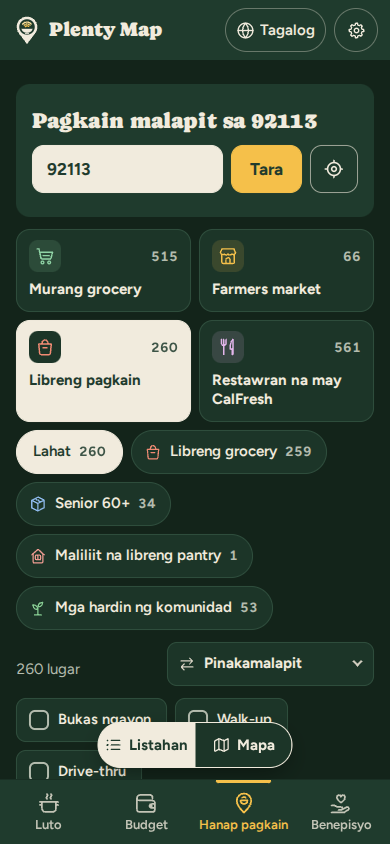 Plenty Map
Tagalog
Pagkain malapit sa 92113
92113
Tara
515
Murang grocery
66
Farmers market
260
Libreng pagkain
561
Restawran na may
CalFresh
Lahat 260
Libreng grocery 259
Senior 60+ 34
Maliliit na libreng pantry 1
Mga hardin ng komunidad 53
260 lugar
Pinakamalapit
Bukas ngayon
Walk-up
Listahan
Mapa
Drive-thru
Luto
Budget
Hanap pagkain
Benepisyo